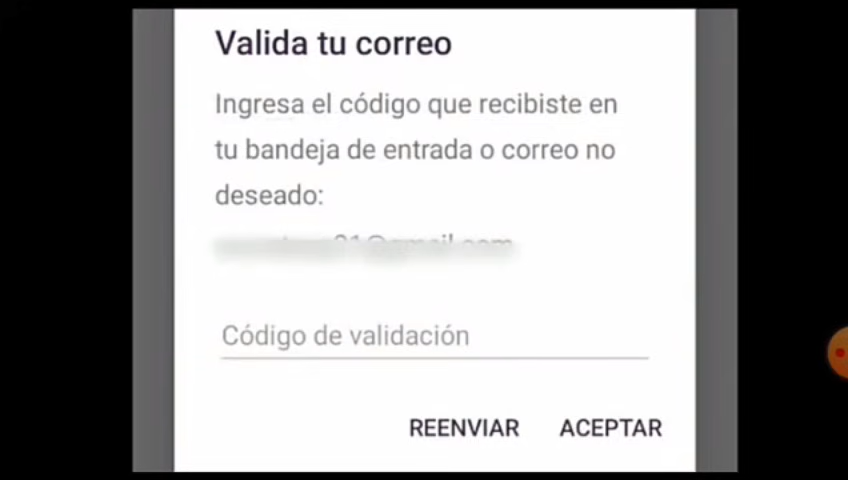 Valida tu correo
Ingresa el código que recibiste en
tu bandeja de entrada o correo no
deseado:
Código de validación
REENVIAR ACEPTAR